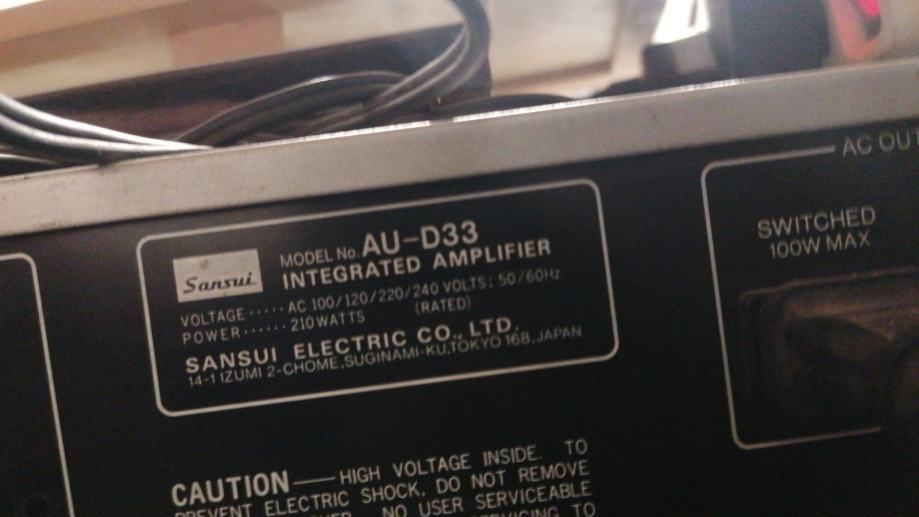 Sansui
MODEL No. AU-D33
INTEGRATED AMPLIFIER
VOLTAGE ····· AC 100/120/220/240 VOLTS: 50/60Hz
POWER ······ 210WATTS (RATED)
SANSUI ELECTRIC CO., LTD.
14-1 IZUMI 2-CHOME, SUGINAMI-KU, TOKYO 168, JAPAN
AC OUT
SWITCHED
100W MAX
CAUTION — HIGH VOLTAGE INSIDE. TO
PREVENT ELECTRIC SHOCK, DO NOT REMOVE
NO USER SERVICEABLE
TO